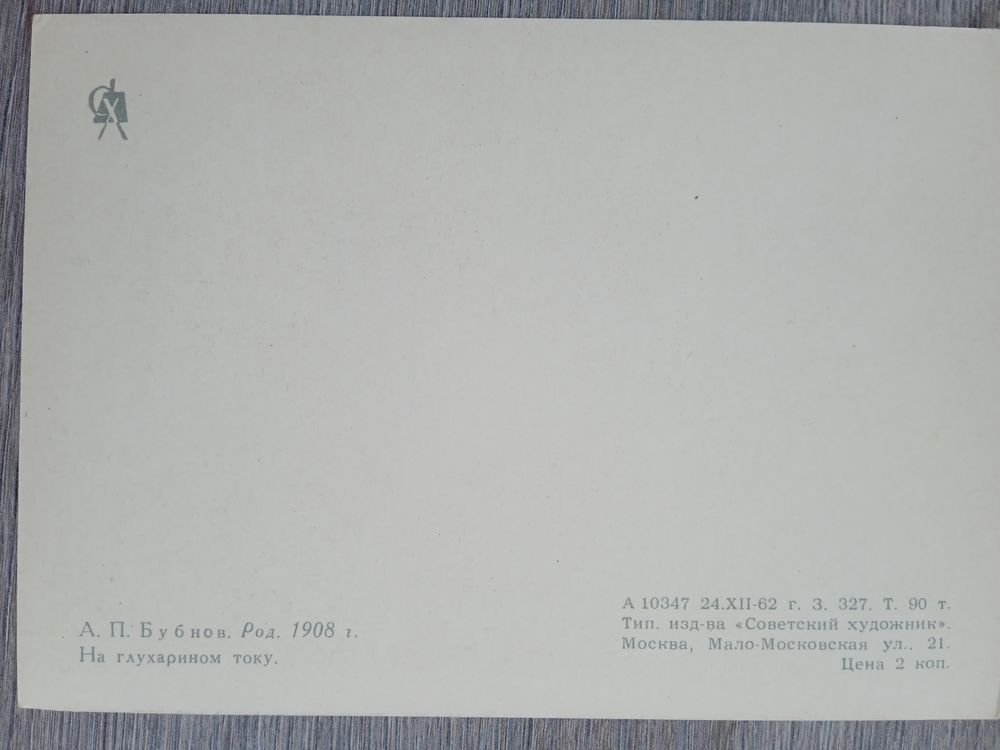 СХ
А. П. Бубнов. Род. 1908 г.
На глухарином току.
А 10347 24.XII-62 г. З. 327. Т. 90 т.
Тип. изд-ва «Советский художник».
Москва, Мало-Московская ул.. 21.
Цена 2 коп.